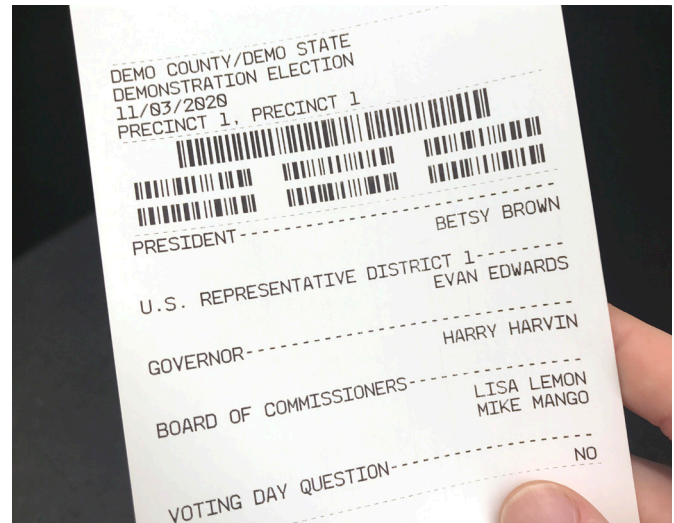 DEMO COUNTY/DEMO STATE
DEMONSTRATION ELECTION
11/03/2020
PRECINCT 1, PRECINCT 1
PRESIDENT-----------------------------------
BETSY BROWN
U.S. REPRESENTATIVE DISTRICT 1---------
EVAN EDWARDS
GOVERNOR------------------------------------
HARRY HARVIN
BOARD OF COMMISSIONERS-------------------
LISA LEMON
MIKE MANGO
VOTING DAY QUESTION----------------------
NO